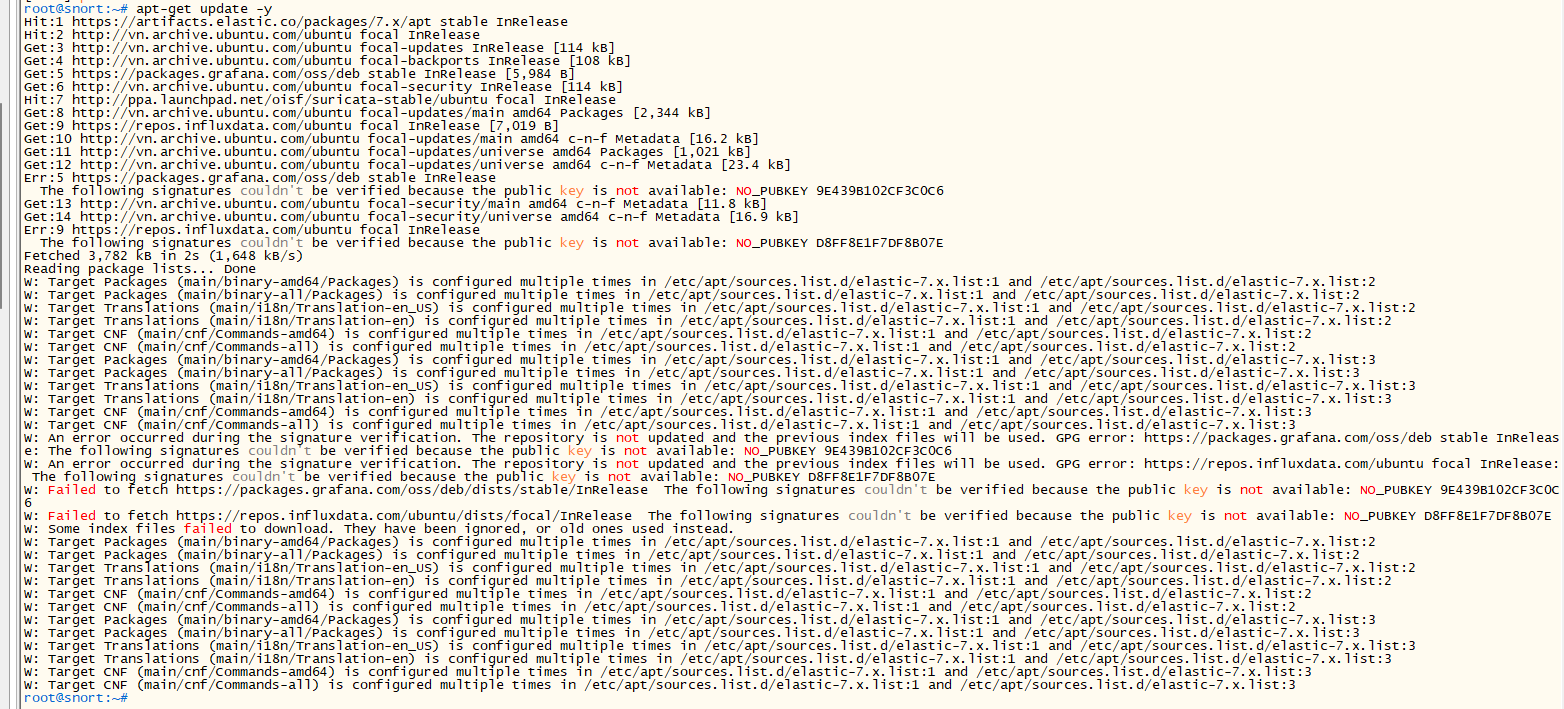 root@snort:~# apt-get update -y
Hit:1 https://artifacts.elastic.co/packages/7.x/apt stable InRelease
Hit:2 http://vn.archive.ubuntu.com/ubuntu focal InRelease
Get:3 http://vn.archive.ubuntu.com/ubuntu focal-updates InRelease [114 kB]
Get:4 http://vn.archive.ubuntu.com/ubuntu focal-backports InRelease [108 kB]
Get:5 https://packages.grafana.com/oss/deb stable InRelease [5,984 B]
Get:6 http://vn.archive.ubuntu.com/ubuntu focal-security InRelease [114 kB]
Hit:7 http://ppa.launchpad.net/oisf/suricata-stable/ubuntu focal InRelease
Get:8 http://vn.archive.ubuntu.com/ubuntu focal-updates/main amd64 Packages [2,344 kB]
Get:9 https://repos.influxdata.com/ubuntu focal InRelease [7,019 B]
Get:10 http://vn.archive.ubuntu.com/ubuntu focal-updates/main amd64 c-n-f Metadata [16.2 kB]
Get:11 http://vn.archive.ubuntu.com/ubuntu focal-updates/universe amd64 Packages [1,021 kB]
Get:12 http://vn.archive.ubuntu.com/ubuntu focal-updates/universe amd64 c-n-f Metadata [23.4 kB]
Err:5 https://packages.grafana.com/oss/deb stable InRelease
  The following signatures couldn't be verified because the public key is not available: NO_PUBKEY 9E439B102CF3C0C6
Get:13 http://vn.archive.ubuntu.com/ubuntu focal-security/main amd64 c-n-f Metadata [11.8 kB]
Get:14 http://vn.archive.ubuntu.com/ubuntu focal-security/universe amd64 c-n-f Metadata [16.9 kB]
Err:9 https://repos.influxdata.com/ubuntu focal InRelease
  The following signatures couldn't be verified because the public key is not available: NO_PUBKEY D8FF8E1F7DF8B07E
Fetched 3,782 kB in 2s (1,648 kB/s)
Reading package lists... Done
W: Target Packages (main/binary-amd64/Packages) is configured multiple times in /etc/apt/sources.list.d/elastic-7.x.list:1 and /etc/apt/sources.list.d/elastic-7.x.list:2
W: Target Packages (main/binary-all/Packages) is configured multiple times in /etc/apt/sources.list.d/elastic-7.x.list:1 and /etc/apt/sources.list.d/elastic-7.x.list:2
W: Target Translations (main/i18n/Translation-en_US) is configured multiple times in /etc/apt/sources.list.d/elastic-7.x.list:1 and /etc/apt/sources.list.d/elastic-7.x.list:2
W: Target Translations (main/i18n/Translation-en) is configured multiple times in /etc/apt/sources.list.d/elastic-7.x.list:1 and /etc/apt/sources.list.d/elastic-7.x.list:2
W: Target CNF (main/cnf/Commands-amd64) is configured multiple times in /etc/apt/sources.list.d/elastic-7.x.list:1 and /etc/apt/sources.list.d/elastic-7.x.list:2
W: Target CNF (main/cnf/Commands-all) is configured multiple times in /etc/apt/sources.list.d/elastic-7.x.list:1 and /etc/apt/sources.list.d/elastic-7.x.list:2
W: Target Packages (main/binary-amd64/Packages) is configured multiple times in /etc/apt/sources.list.d/elastic-7.x.list:1 and /etc/apt/sources.list.d/elastic-7.x.list:3
W: Target Packages (main/binary-all/Packages) is configured multiple times in /etc/apt/sources.list.d/elastic-7.x.list:1 and /etc/apt/sources.list.d/elastic-7.x.list:3
W: Target Translations (main/i18n/Translation-en_US) is configured multiple times in /etc/apt/sources.list.d/elastic-7.x.list:1 and /etc/apt/sources.list.d/elastic-7.x.list:3
W: Target Translations (main/i18n/Translation-en) is configured multiple times in /etc/apt/sources.list.d/elastic-7.x.list:1 and /etc/apt/sources.list.d/elastic-7.x.list:3
W: Target CNF (main/cnf/Commands-amd64) is configured multiple times in /etc/apt/sources.list.d/elastic-7.x.list:1 and /etc/apt/sources.list.d/elastic-7.x.list:3
W: Target CNF (main/cnf/Commands-all) is configured multiple times in /etc/apt/sources.list.d/elastic-7.x.list:1 and /etc/apt/sources.list.d/elastic-7.x.list:3
W: An error occurred during the signature verification. The repository is not updated and the previous index files will be used. GPG error: https://packages.grafana.com/oss/deb stable InReleas
e: The following signatures couldn't be verified because the public key is not available: NO_PUBKEY 9E439B102CF3C0C6
W: An error occurred during the signature verification. The repository is not updated and the previous index files will be used. GPG error: https://repos.influxdata.com/ubuntu focal InRelease:
 The following signatures couldn't be verified because the public key is not available: NO_PUBKEY D8FF8E1F7DF8B07E
W: Failed to fetch https://packages.grafana.com/oss/deb/dists/stable/InRelease  The following signatures couldn't be verified because the public key is not available: NO_PUBKEY 9E439B102CF3C0C
6
W: Failed to fetch https://repos.influxdata.com/ubuntu/dists/focal/InRelease  The following signatures couldn't be verified because the public key is not available: NO_PUBKEY D8FF8E1F7DF8B07E
W: Some index files failed to download. They have been ignored, or old ones used instead.
W: Target Packages (main/binary-amd64/Packages) is configured multiple times in /etc/apt/sources.list.d/elastic-7.x.list:1 and /etc/apt/sources.list.d/elastic-7.x.list:2
W: Target Packages (main/binary-all/Packages) is configured multiple times in /etc/apt/sources.list.d/elastic-7.x.list:1 and /etc/apt/sources.list.d/elastic-7.x.list:2
W: Target Translations (main/i18n/Translation-en_US) is configured multiple times in /etc/apt/sources.list.d/elastic-7.x.list:1 and /etc/apt/sources.list.d/elastic-7.x.list:2
W: Target Translations (main/i18n/Translation-en) is configured multiple times in /etc/apt/sources.list.d/elastic-7.x.list:1 and /etc/apt/sources.list.d/elastic-7.x.list:2
W: Target CNF (main/cnf/Commands-amd64) is configured multiple times in /etc/apt/sources.list.d/elastic-7.x.list:1 and /etc/apt/sources.list.d/elastic-7.x.list:2
W: Target CNF (main/cnf/Commands-all) is configured multiple times in /etc/apt/sources.list.d/elastic-7.x.list:1 and /etc/apt/sources.list.d/elastic-7.x.list:2
W: Target Packages (main/binary-amd64/Packages) is configured multiple times in /etc/apt/sources.list.d/elastic-7.x.list:1 and /etc/apt/sources.list.d/elastic-7.x.list:3
W: Target Packages (main/binary-all/Packages) is configured multiple times in /etc/apt/sources.list.d/elastic-7.x.list:1 and /etc/apt/sources.list.d/elastic-7.x.list:3
W: Target Translations (main/i18n/Translation-en_US) is configured multiple times in /etc/apt/sources.list.d/elastic-7.x.list:1 and /etc/apt/sources.list.d/elastic-7.x.list:3
W: Target Translations (main/i18n/Translation-en) is configured multiple times in /etc/apt/sources.list.d/elastic-7.x.list:1 and /etc/apt/sources.list.d/elastic-7.x.list:3
W: Target CNF (main/cnf/Commands-amd64) is configured multiple times in /etc/apt/sources.list.d/elastic-7.x.list:1 and /etc/apt/sources.list.d/elastic-7.x.list:3
W: Target CNF (main/cnf/Commands-all) is configured multiple times in /etc/apt/sources.list.d/elastic-7.x.list:1 and /etc/apt/sources.list.d/elastic-7.x.list:3
root@snort:~#